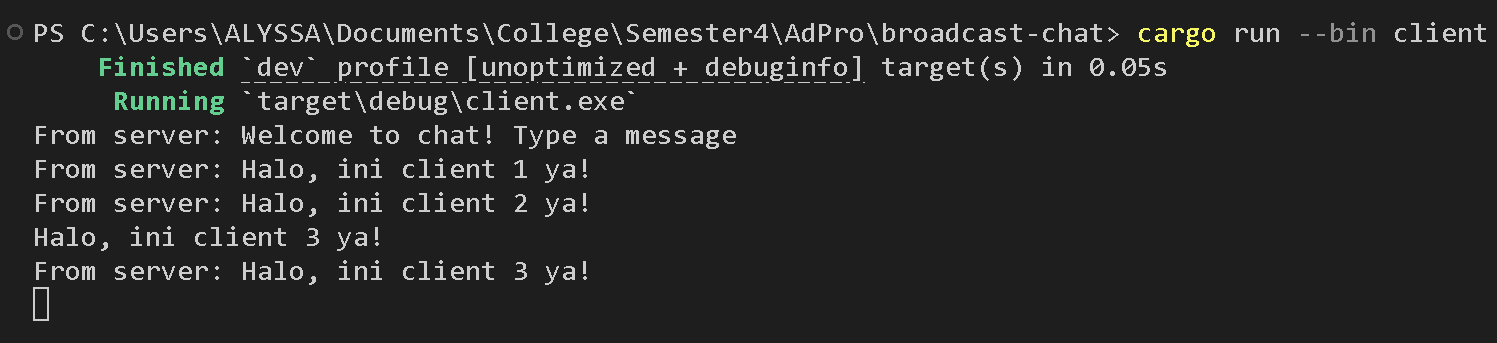 PS C:\Users\ALYSSA\Documents\College\Semester4\AdPro\broadcast-chat> cargo run --bin client
Finished `dev` profile [unoptimized + debuginfo] target(s) in 0.05s
Running `target\debug\client.exe`
From server: Welcome to chat! Type a message
From server: Halo, ini client 1 ya!
From server: Halo, ini client 2 ya!
Halo, ini client 3 ya!
From server: Halo, ini client 3 ya!